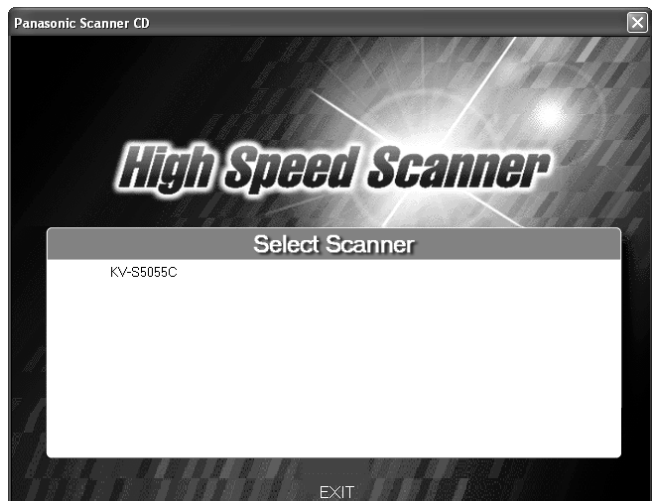 Panasonic Scanner CD
High Speed Scanner
Select Scanner
KV-S5055C
EXIT